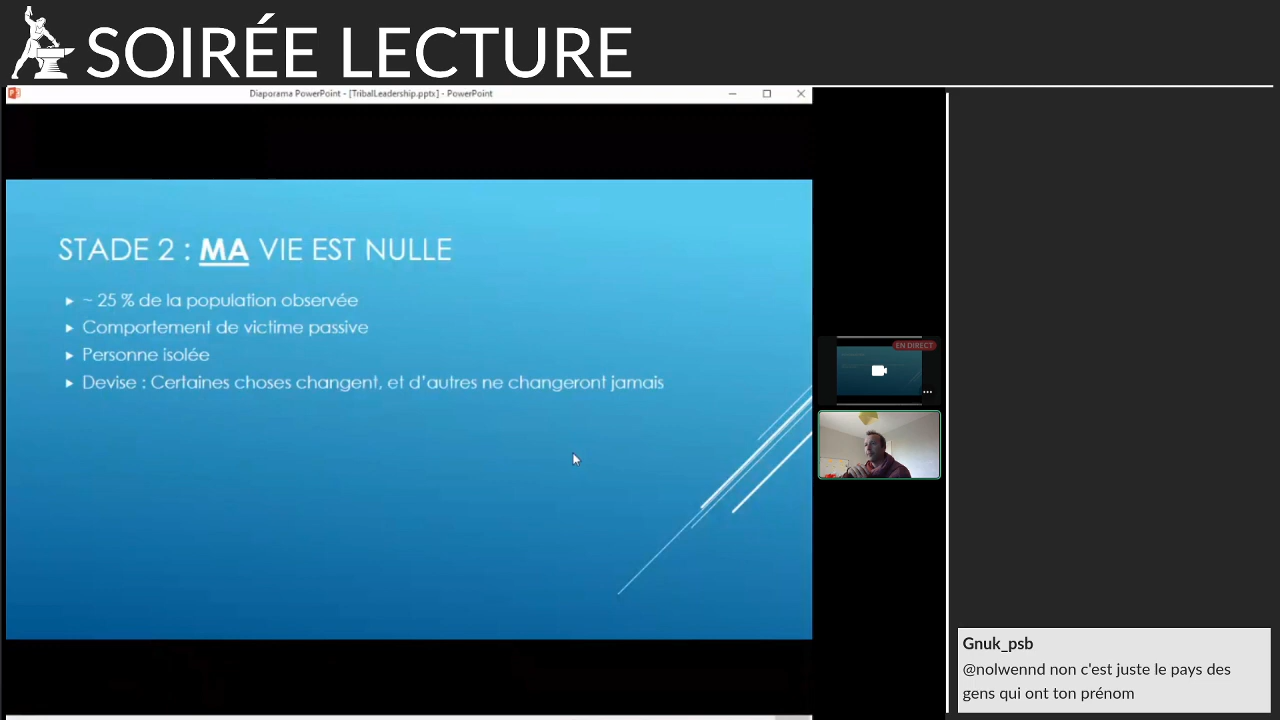 SOIRÉE LECTURE
Diaporama PowerPoint - [TribalLeadership.pptx] - PowerPoint
STADE 2 : MA VIE EST NULLE
~ 25 % de la population observée
Comportement de victime passive
Personne isolée
Devise : Certaines choses changent, et d'autres ne changeront jamais
EN DIRECT
Gnuk_psb
@nolwennd non c'est juste le pays des
gens qui ont ton prénom